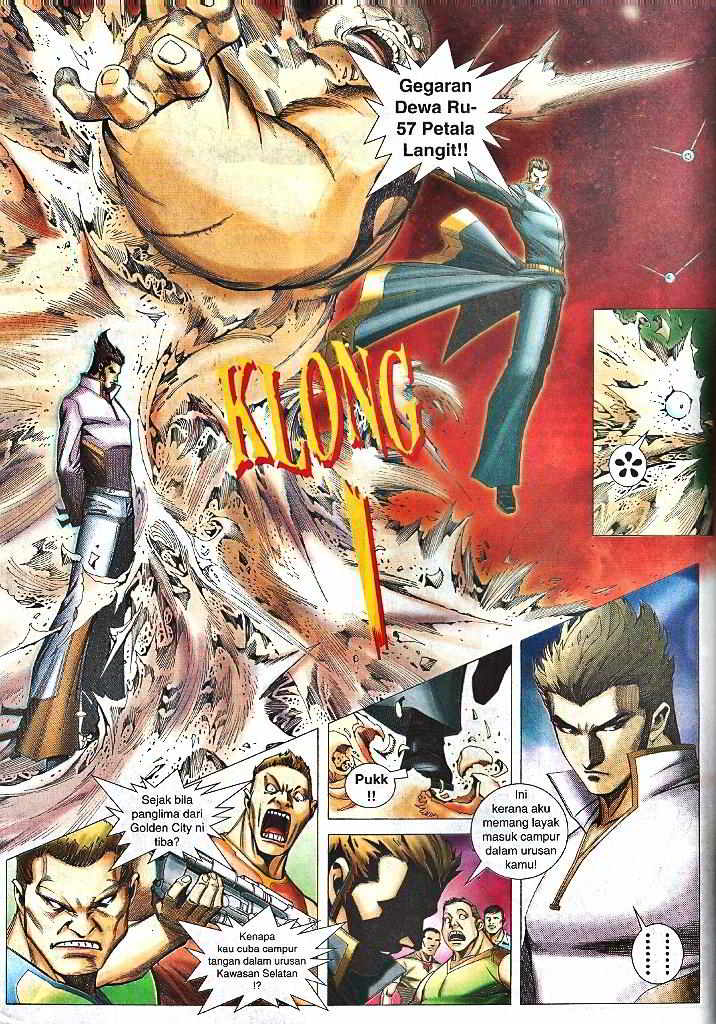 Gegaran
Dewa Ru-
57 Petala
Langit!!
KLONG
!
Sejak bila
panglima dari
Golden City ni
tiba?
Kenapa
kau cuba campur
tangan dalam urusan
Kawasan Selatan
!?
Pukk
!!
Ini
kerana aku
memang layak
masuk campur
dalam urusan
kamu!